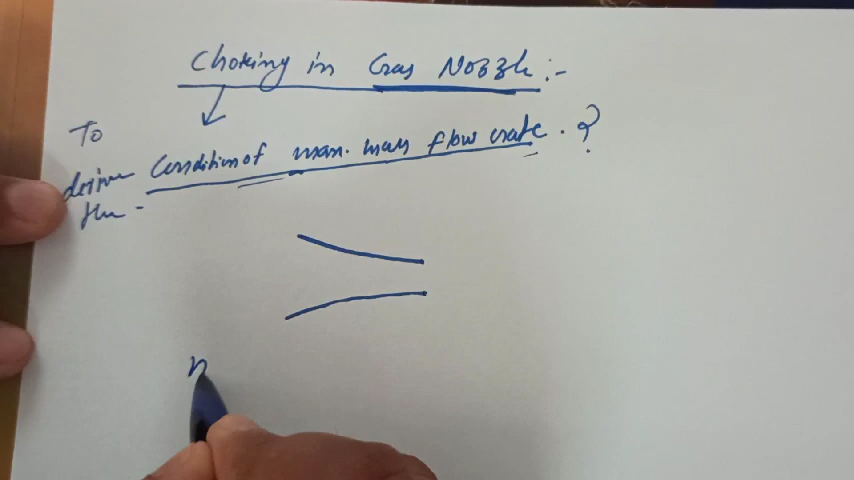 Choking in Gas Nozzle :-
To derive the - Condition of max. mass flow rate . ?
n